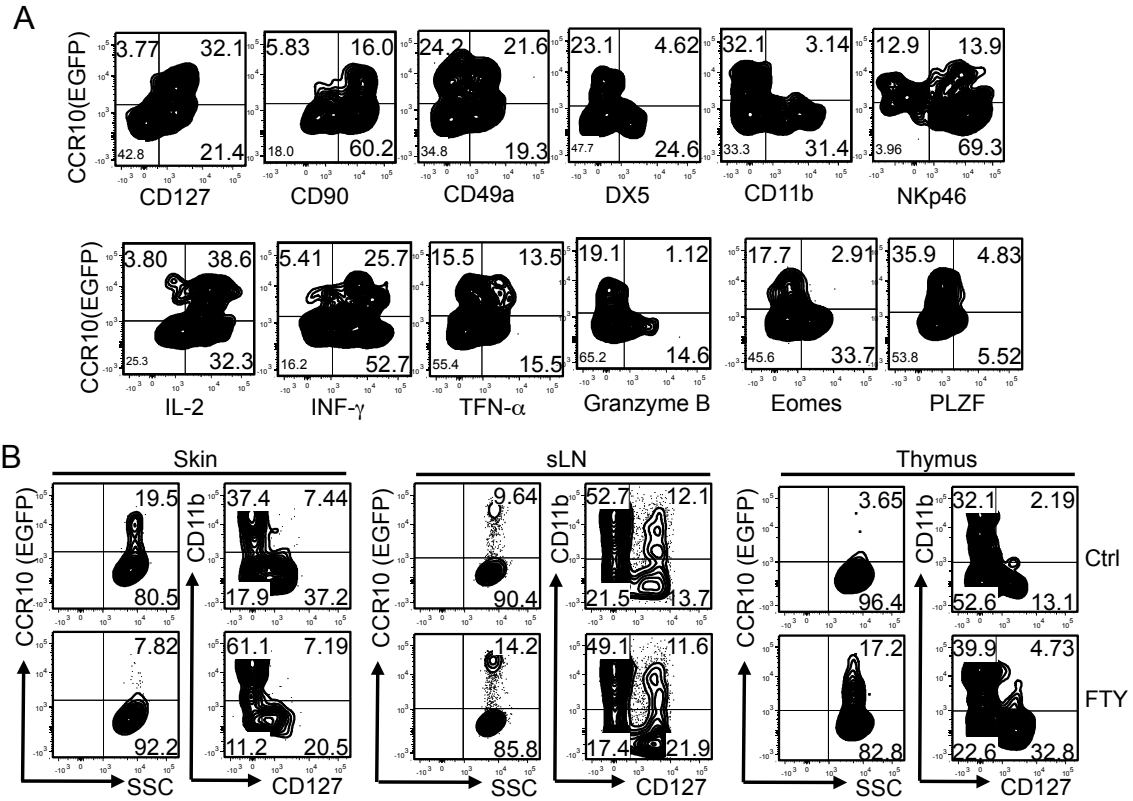 A
3.77 32.1 5.83 16.0 24.2 21.6 23.1 4.62 32.1 3.14 12.9 13.9
CCR10(EGFP)
42.8 21.4 18.0 60.2 34.8 19.3 47.7 24.6 33.3 31.4 3.96 69.3
CD127 CD90 CD49a DX5 CD11b NKp46
3.80 38.6 5.41 25.7 15.5 13.5 19.1 1.12 17.7 2.91 35.9 4.83
CCR10(EGFP)
25.3 32.3 16.2 52.7 55.4 15.5 65.2 14.6 45.6 33.7 53.8 5.52
IL-2 INF-γ TFN-α Granzyme B Eomes PLZF
B
Skin sLN Thymus
19.5 37.4 7.44 9.64 52.7 12.1 3.65 32.1 2.19
CCR10 (EGFP) CD11b CCR10 (EGFP) CD11b CCR10 (EGFP) CD11b
Ctrl
80.5 17.9 37.2 90.4 21.5 13.7 96.4 52.6 13.1
7.82 61.1 7.19 14.2 49.1 11.6 17.2 39.9 4.73
FTY
92.2 11.2 20.5 85.8 17.4 21.9 82.8 22.6 32.8
SSC CD127 SSC CD127 SSC CD127